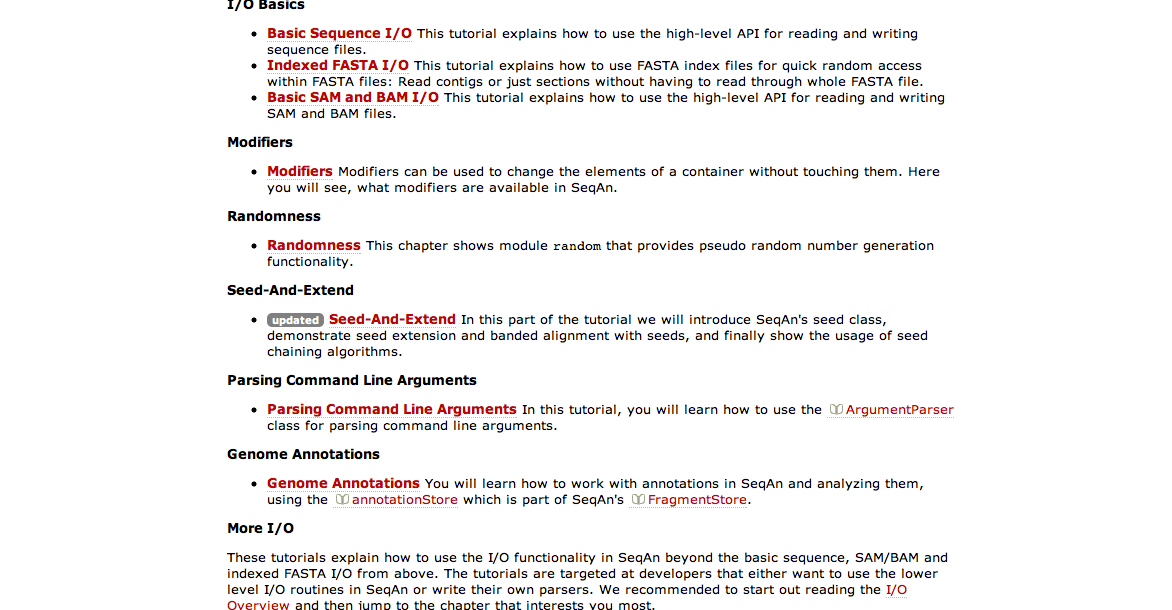 I/O Basics
Basic Sequence I/O This tutorial explains how to use the high-level API for reading and writing
sequence files.
Indexed FASTA I/O This tutorial explains how to use FASTA index files for quick random access
within FASTA files: Read contigs or just sections without having to read through whole FASTA file.
Basic SAM and BAM I/O This tutorial explains how to use the high-level API for reading and writing
SAM and BAM files.
Modifiers
Modifiers Modifiers can be used to change the elements of a container without touching them. Here
you will see, what modifiers are available in SeqAn.
Randomness
Randomness This chapter shows module random that provides pseudo random number generation
functionality.
Seed-And-Extend
updated Seed-And-Extend In this part of the tutorial we will introduce SeqAn's seed class,
demonstrate seed extension and banded alignment with seeds, and finally show the usage of seed
chaining algorithms.
Parsing Command Line Arguments
Parsing Command Line Arguments In this tutorial, you will learn how to use the ArgumentParser
class for parsing command line arguments.
Genome Annotations
Genome Annotations You will learn how to work with annotations in SeqAn and analyzing them,
using the annotationStore which is part of SeqAn's FragmentStore.
More I/O
These tutorials explain how to use the I/O functionality in SeqAn beyond the basic sequence, SAM/BAM and
indexed FASTA I/O from above. The tutorials are targeted at developers that either want to use the lower
level I/O routines in SeqAn or write their own parsers. We recommended to start out reading the I/O
Overview and then jump to the chapter that interests you most.